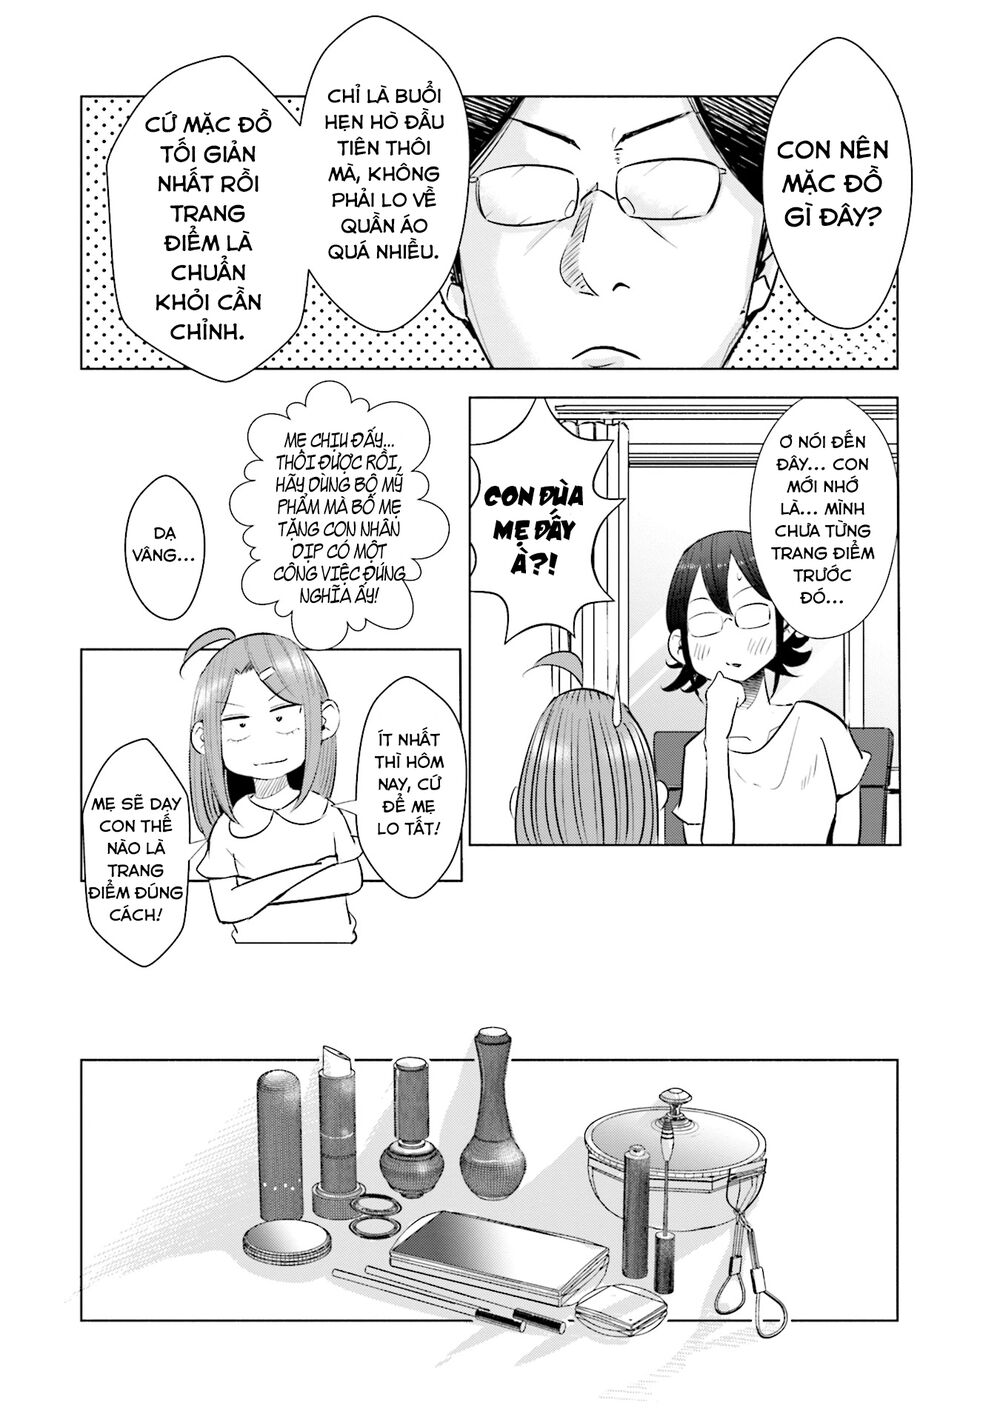 CON NÊN
MẶC ĐỒ
GÌ ĐÂY?
CHỈ LÀ BUỔI
HẸN HÒ ĐẦU
TIÊN THÔI
MÀ, KHÔNG
PHẢI LO VỀ
QUẦN ÁO
QUÁ NHIỀU.
CỨ MẶC ĐỒ
TỐI GIẢN
NHẤT RỒI
TRANG
ĐIỂM LÀ
CHUẨN
KHỎI CẦN
CHỈNH.
Ơ NÓI ĐẾN
ĐÂY... CON
MỚI NHỚ
LÀ... MÌNH
CHƯA TỪNG
TRANG ĐIỂM
TRƯỚC
ĐÓ...
CON ĐÙA
MẸ ĐẤY
À?!
MẸ CHỊU ĐẤY...
THÔI ĐƯỢC RỒI,
HÃY DÙNG BỘ MỸ
PHẨM MÀ BỐ MẸ
TẶNG CON NHÂN
DỊP CÓ MỘT
CÔNG VIỆC ĐÚNG
NGHĨA ẤY!
DẠ
VÂNG...
ÍT NHẤT
THÌ HÔM
NAY, CỨ
ĐỂ MẸ
LO TẤT!
MẸ SẼ DẠY
CON THẾ
NÀO LÀ
TRANG
ĐIỂM ĐÚNG
CÁCH!